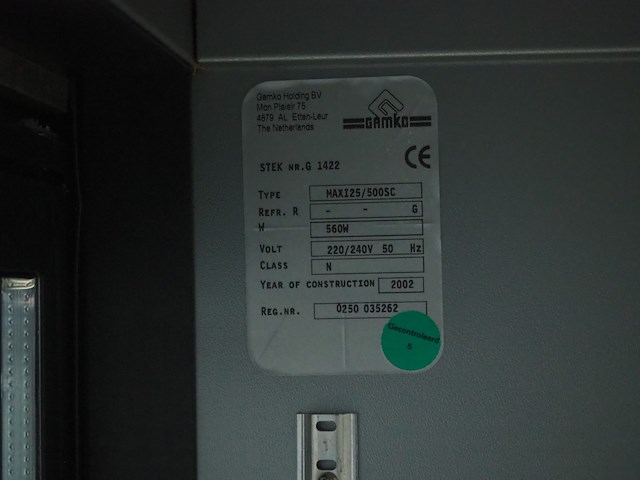 Gamko Holding BV
Mon Plaisir 75
4879 AL Etten-Leur
The Netherlands
GAMKO
CE
STEK NR.G 1422
TYPE MAXI25/500SC
REFR. R - - G
W 560W
VOLT 220/240V 50 Hz
CLASS N
YEAR OF CONSTRUCTION 2002
REG.NR. 0250 035262
Gecontroleerd
5